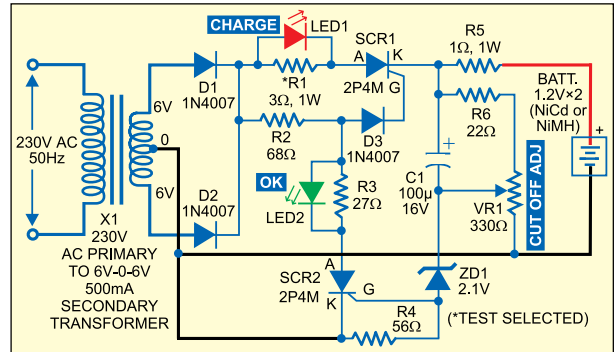 CHARGE
LED1
SCR1
A
K
G
2P4M
D1
1N4007
*R1
3Ω, 1W
R5
1Ω, 1W
BATT.
1.2V×2
(NiCd or
NiMH)
+
R6
22Ω
6V
0
6V
230V AC
50Hz
R2
68Ω
D3
1N4007
+
C1
100µ
16V
OK
LED2
R3
27Ω
D2
1N4007
VR1
330Ω
CUT OFF ADJ
X1
230V
AC PRIMARY
TO 6V-0-6V
500mA
SECONDARY
TRANSFORMER
A
SCR2
2P4M
K
G
R4
56Ω
ZD1
2.1V
(*TEST SELECTED)